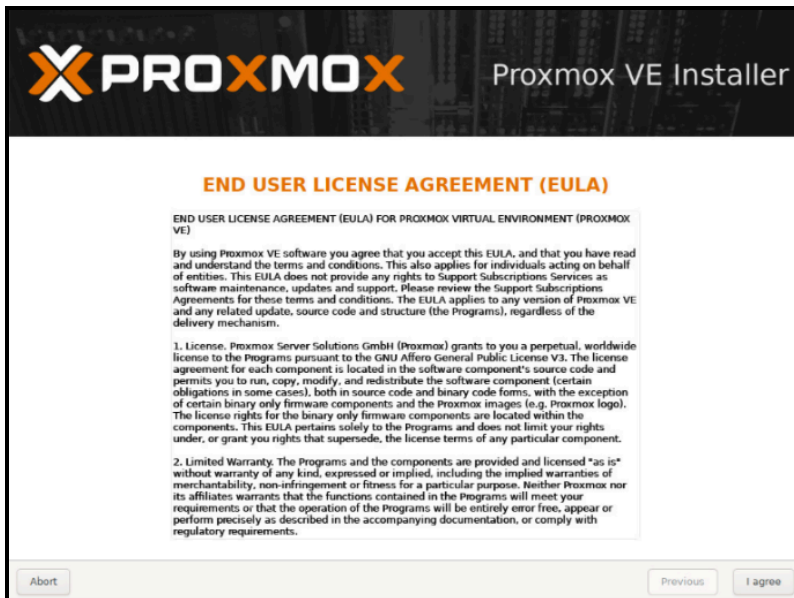 PROXMOX
Proxmox VE Installer
END USER LICENSE AGREEMENT (EULA)
END USER LICENSE AGREEMENT (EULA) FOR PROXMOX VIRTUAL ENVIRONMENT (PROXMOX
VE)
By using Proxmox VE software you agree that you accept this EULA, and that you have read
and understand the terms and conditions. This also applies for individuals acting on behalf
of entities. This EULA does not provide any rights to Support Subscriptions Services as
software maintenance, updates and support. Please review the Support Subscriptions
Agreements for these terms and conditions. The EULA applies to any version of Proxmox VE
and any related update, source code and structure (the Programs), regardless of the
delivery mechanism.
1. License. Proxmox Server Solutions GmbH (Proxmox) grants to you a perpetual, worldwide
license to the Programs pursuant to the GNU Affero General Public License V3. The license
agreement for each component is located in the software component's source code and
permits you to run, copy, modify, and redistribute the software component (certain
obligations in some cases), both in source code and binary code forms, with the exception
of certain binary only firmware components and the Proxmox images (e.g. Proxmox logo).
The license rights for the binary only firmware components are located within the
components. This EULA pertains solely to the Programs and does not limit your rights
under, or grant you rights that supersede, the license terms of any particular component.
2. Limited Warranty. The Programs and the components are provided and licensed "as is"
without warranty of any kind, expressed or implied, including the implied warranties of
merchantability, non-infringement or fitness for a particular purpose. Neither Proxmox nor
its affiliates warrants that the functions contained in the Programs will meet your
requirements or that the operation of the Programs will be entirely error free, appear or
perform precisely as described in the accompanying documentation, or comply with
regulatory requirements.
Abort
Previous
I agree